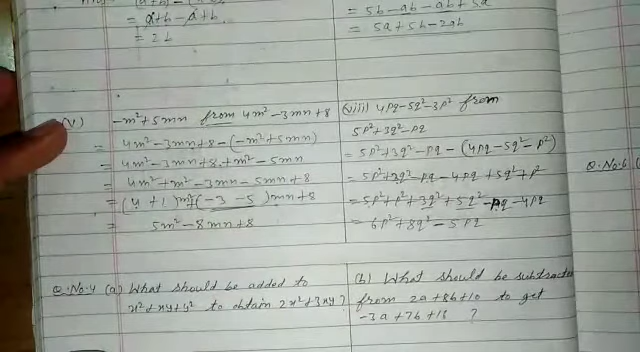 = a+b - a+b
= 2b
= 5b - ab - ab + 5a
= 5a + 5b - 2ab
(v) -m² + 5mn from 4m² - 3mn + 8
= 4m² - 3mn + 8 - (-m² + 5mn)
= 4m² - 3mn + 8 + m² - 5mn
= 4m² + m² - 3mn - 5mn + 8
= (4 + 1)m² + (-3 - 5)mn + 8
= 5m² - 8mn + 8
(viii) 4pq - 5q² - 3p² from
5p² + 3q² - pq
= 5p² + 3q² - pq - (4pq - 5q² - p²)
= 5p² + 3q² - pq - 4pq + 5q² + p²
= 5p² + p² + 3q² + 5q² - pq - 4pq
= 6p² + 8q² - 5pq
Q.No.6
Q.No.4 (a) What should be added to
x² + xy + y² to obtain 2x² + 3xy ?
(b) What should be subtracte
from 2a + 8b + 10 to get
-3a + 7b + 16 ?